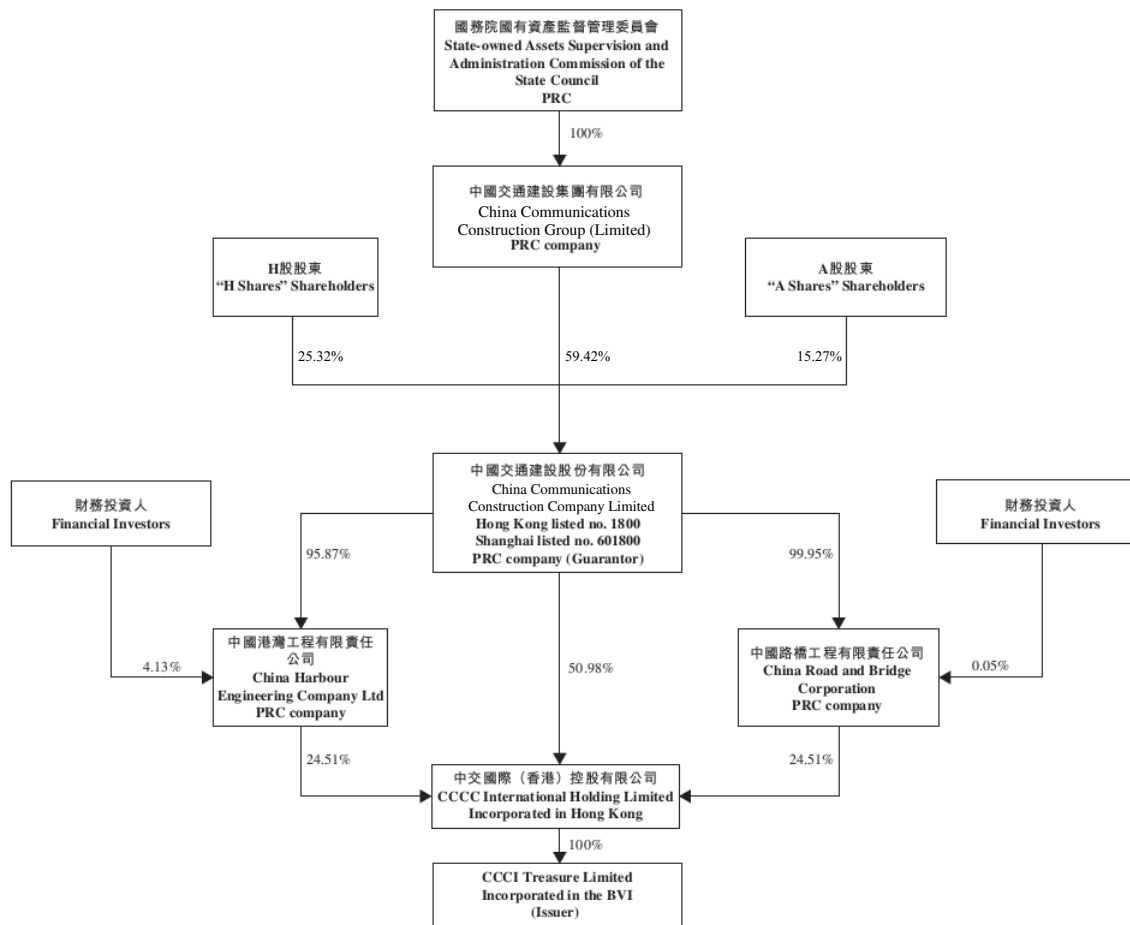 國務院國有資產監督管理委員會
State-owned Assets Supervision and
Administration Commission of the
State Council
PRC
100%
中國交通建設集團有限公司
China Communications
Construction Group (Limited)
PRC company
H股股東
“H Shares” Shareholders
A股股東
“A Shares” Shareholders
25.32%
59.42%
15.27%
中國交通建設股份有限公司
China Communications
Construction Company Limited
Hong Kong listed no. 1800
Shanghai listed no. 601800
PRC company (Guarantor)
財務投資人
Financial Investors
財務投資人
Financial Investors
95.87%
99.95%
4.13%
中國港灣工程有限責任
公司
China Harbour
Engineering Company Ltd
PRC company
50.98%
中國路橋工程有限責任公司
China Road and Bridge
Corporation
PRC company
0.05%
24.51%
24.51%
中交國際（香港）控股有限公司
CCCC International Holding Limited
Incorporated in Hong Kong
100%
CCCI Treasure Limited
Incorporated in the BVI
(Issuer)